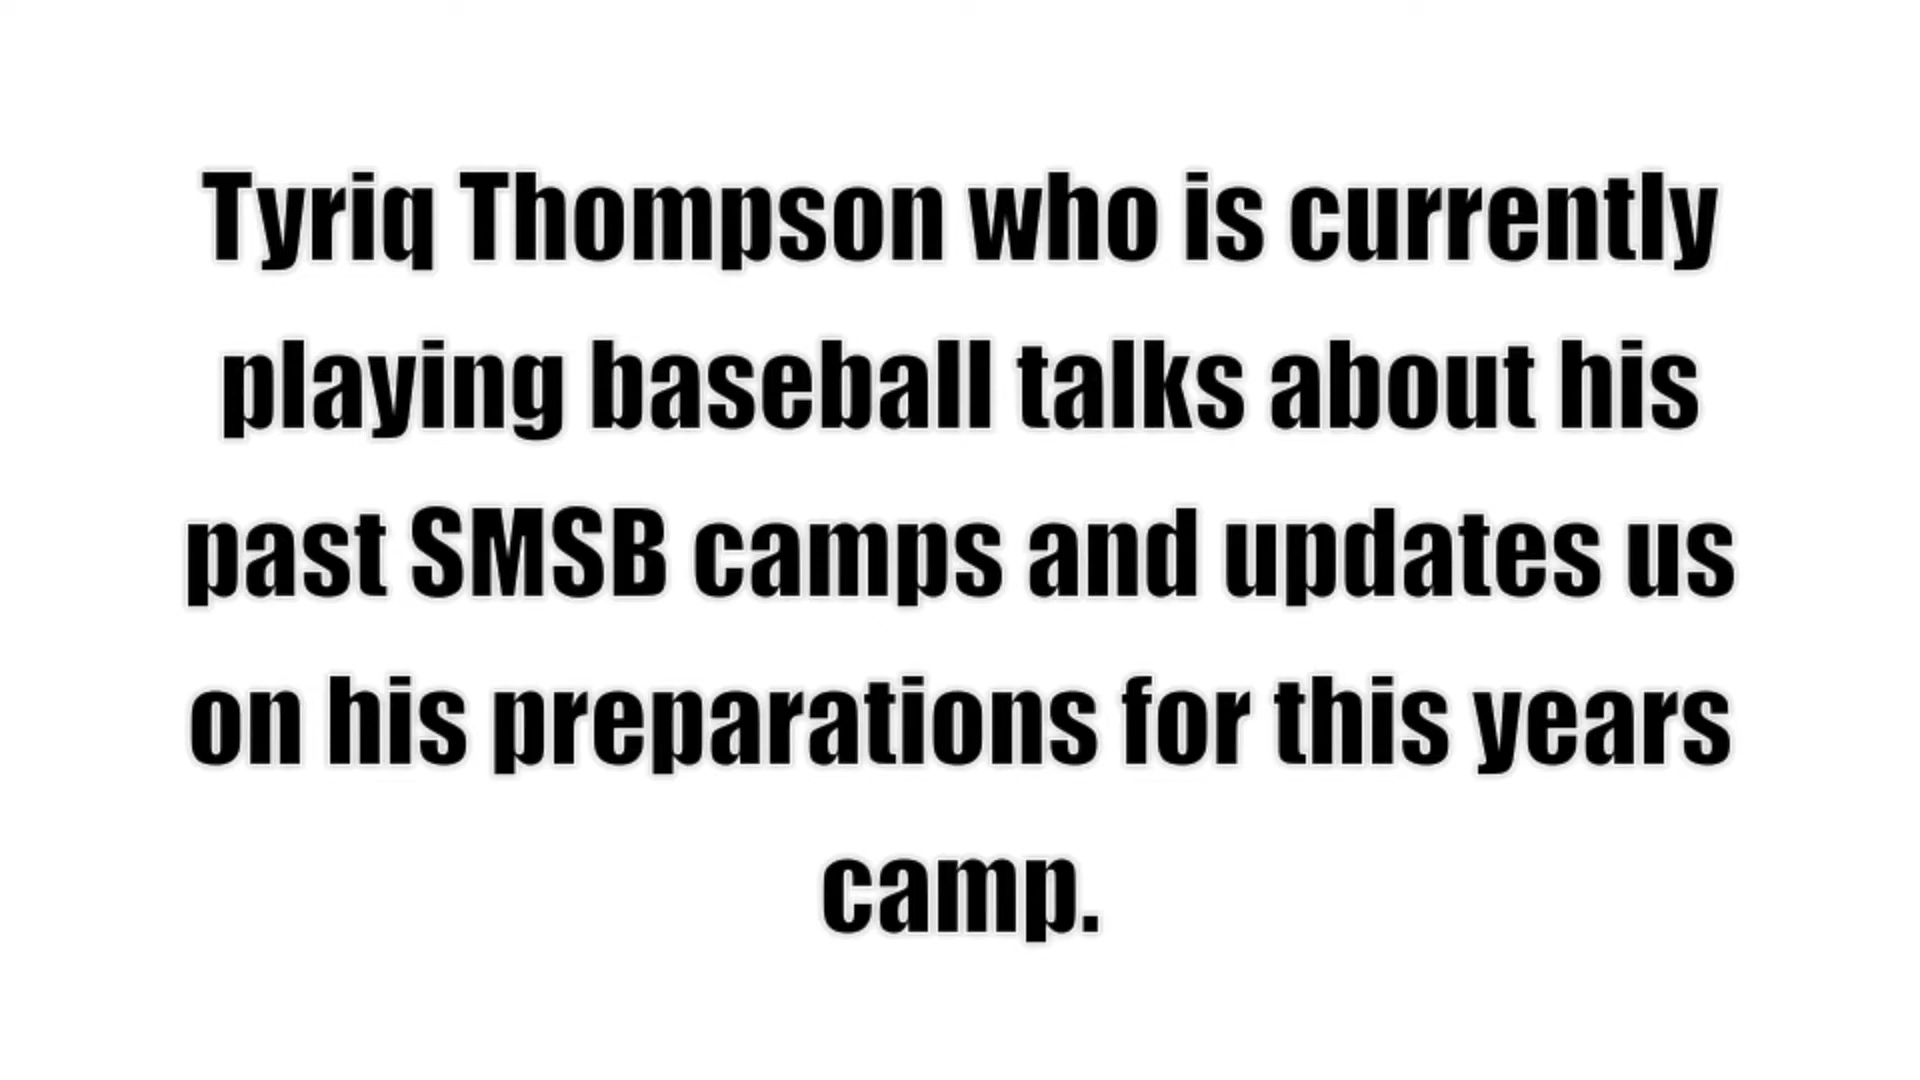 Tyriq Thompson who is currently
playing baseball talks about his
past SMSB camps and updates us
on his preparations for this years
camp.